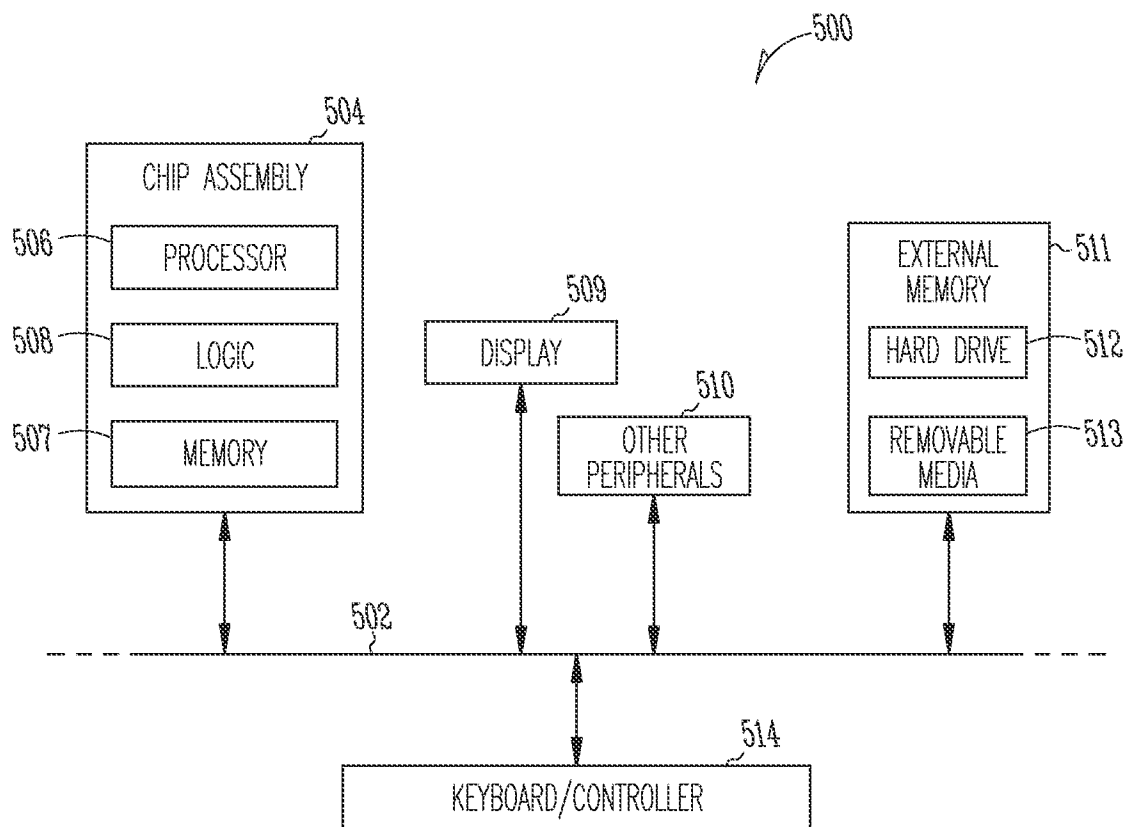 500
504
CHIP ASSEMBLY
506
PROCESSOR
508
LOGIC
507
MEMORY
509
DISPLAY
510
OTHER
PERIPHERALS
511
EXTERNAL
MEMORY
HARD DRIVE
512
REMOVABLE
MEDIA
513
502
514
KEYBOARD/CONTROLLER